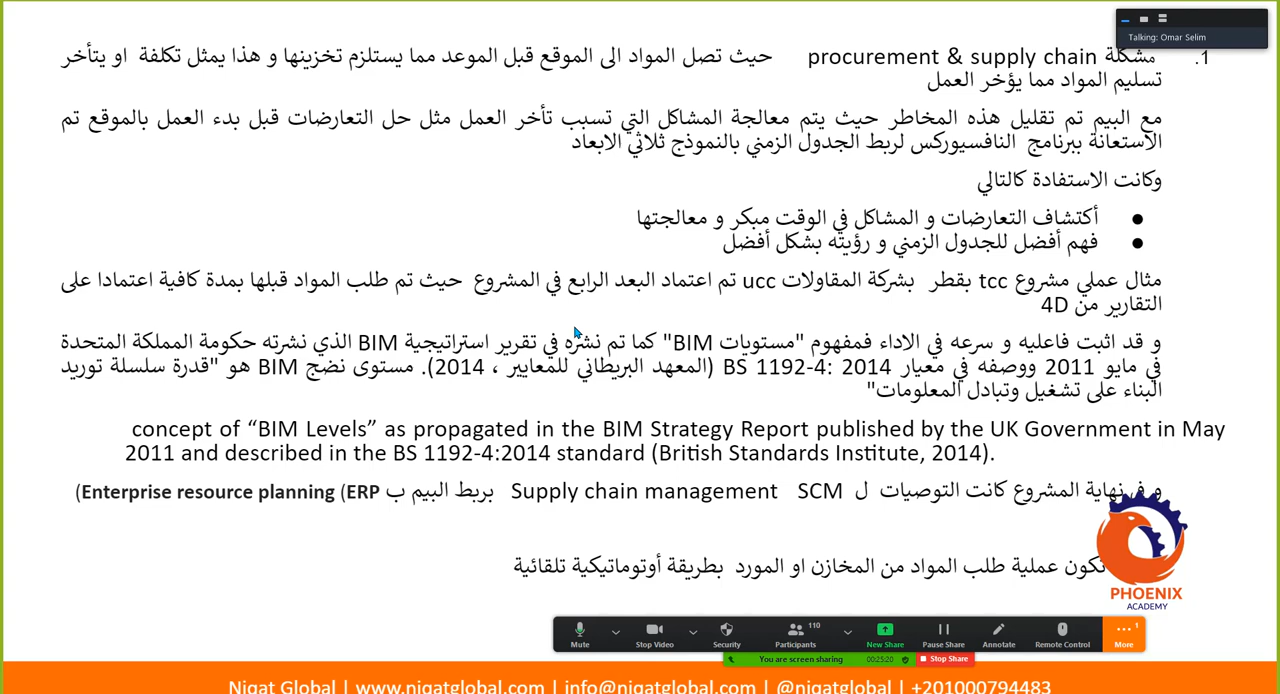 Talking: Omar Selim
1. مشكلة procurement & supply chain حيث تصل المواد الى الموقع قبل الموعد مما يستلزم تخزينها و هذا يمثل تكلفة او يتأخر
تسليم المواد مما يؤخر العمل
مع البيم تم تقليل هذه المخاطر حيث يتم معالجة المشاكل التي تسبب تأخر العمل مثل حل التعارضات قبل بدء العمل بالموقع تم
الاستعانة ببرنامج النافسيوركس لربط الجدول الزمني بالنموذج ثلاثي الابعاد
وكانت الاستفادة كالتالي
● أكتشاف التعارضات و المشاكل في الوقت مبكر و معالجتها
● فهم أفضل للجدول الزمني و رؤيته بشكل أفضل
مثال عملي مشروع tcc بقطر بشركة المقاولات ucc تم اعتماد البعد الرابع في المشروع حيث تم طلب المواد قبلها بمدة كافية اعتمادا على
التقارير من 4D
و قد اثبت فاعليه و سرعه في الاداء فمفهوم "مستويات BIM" كما تم نشره في تقرير استراتيجية BIM الذي نشرته حكومة المملكة المتحدة
في مايو 2011 ووصفه في معيار BS 1192-4: 2014 (المعهد البريطاني للمعايير ، 2014). مستوى نضج BIM هو "قدرة سلسلة توريد
البناء على تشغيل وتبادل المعلومات"
concept of “BIM Levels” as propagated in the BIM Strategy Report published by the UK Government in May
2011 and described in the BS 1192-4:2014 standard (British Standards Institute, 2014).
و في نهاية المشروع كانت التوصيات ل Supply chain management SCM بربط البيم ب Enterprise resource planning (ERP)
تكون عملية طلب المواد من المخازن او المورد بطريقة أوتوماتيكية تلقائية
PHOENIX
ACADEMY
Mute
Stop Video
Security
Participants 110
New Share
Pause Share
Annotate
Remote Control
More 1
You are screen sharing 00:25:20 Stop Share
Niqat Global | www.niqatglobal.com | info@niqatglobal.com | @niqatglobal | +201000794483